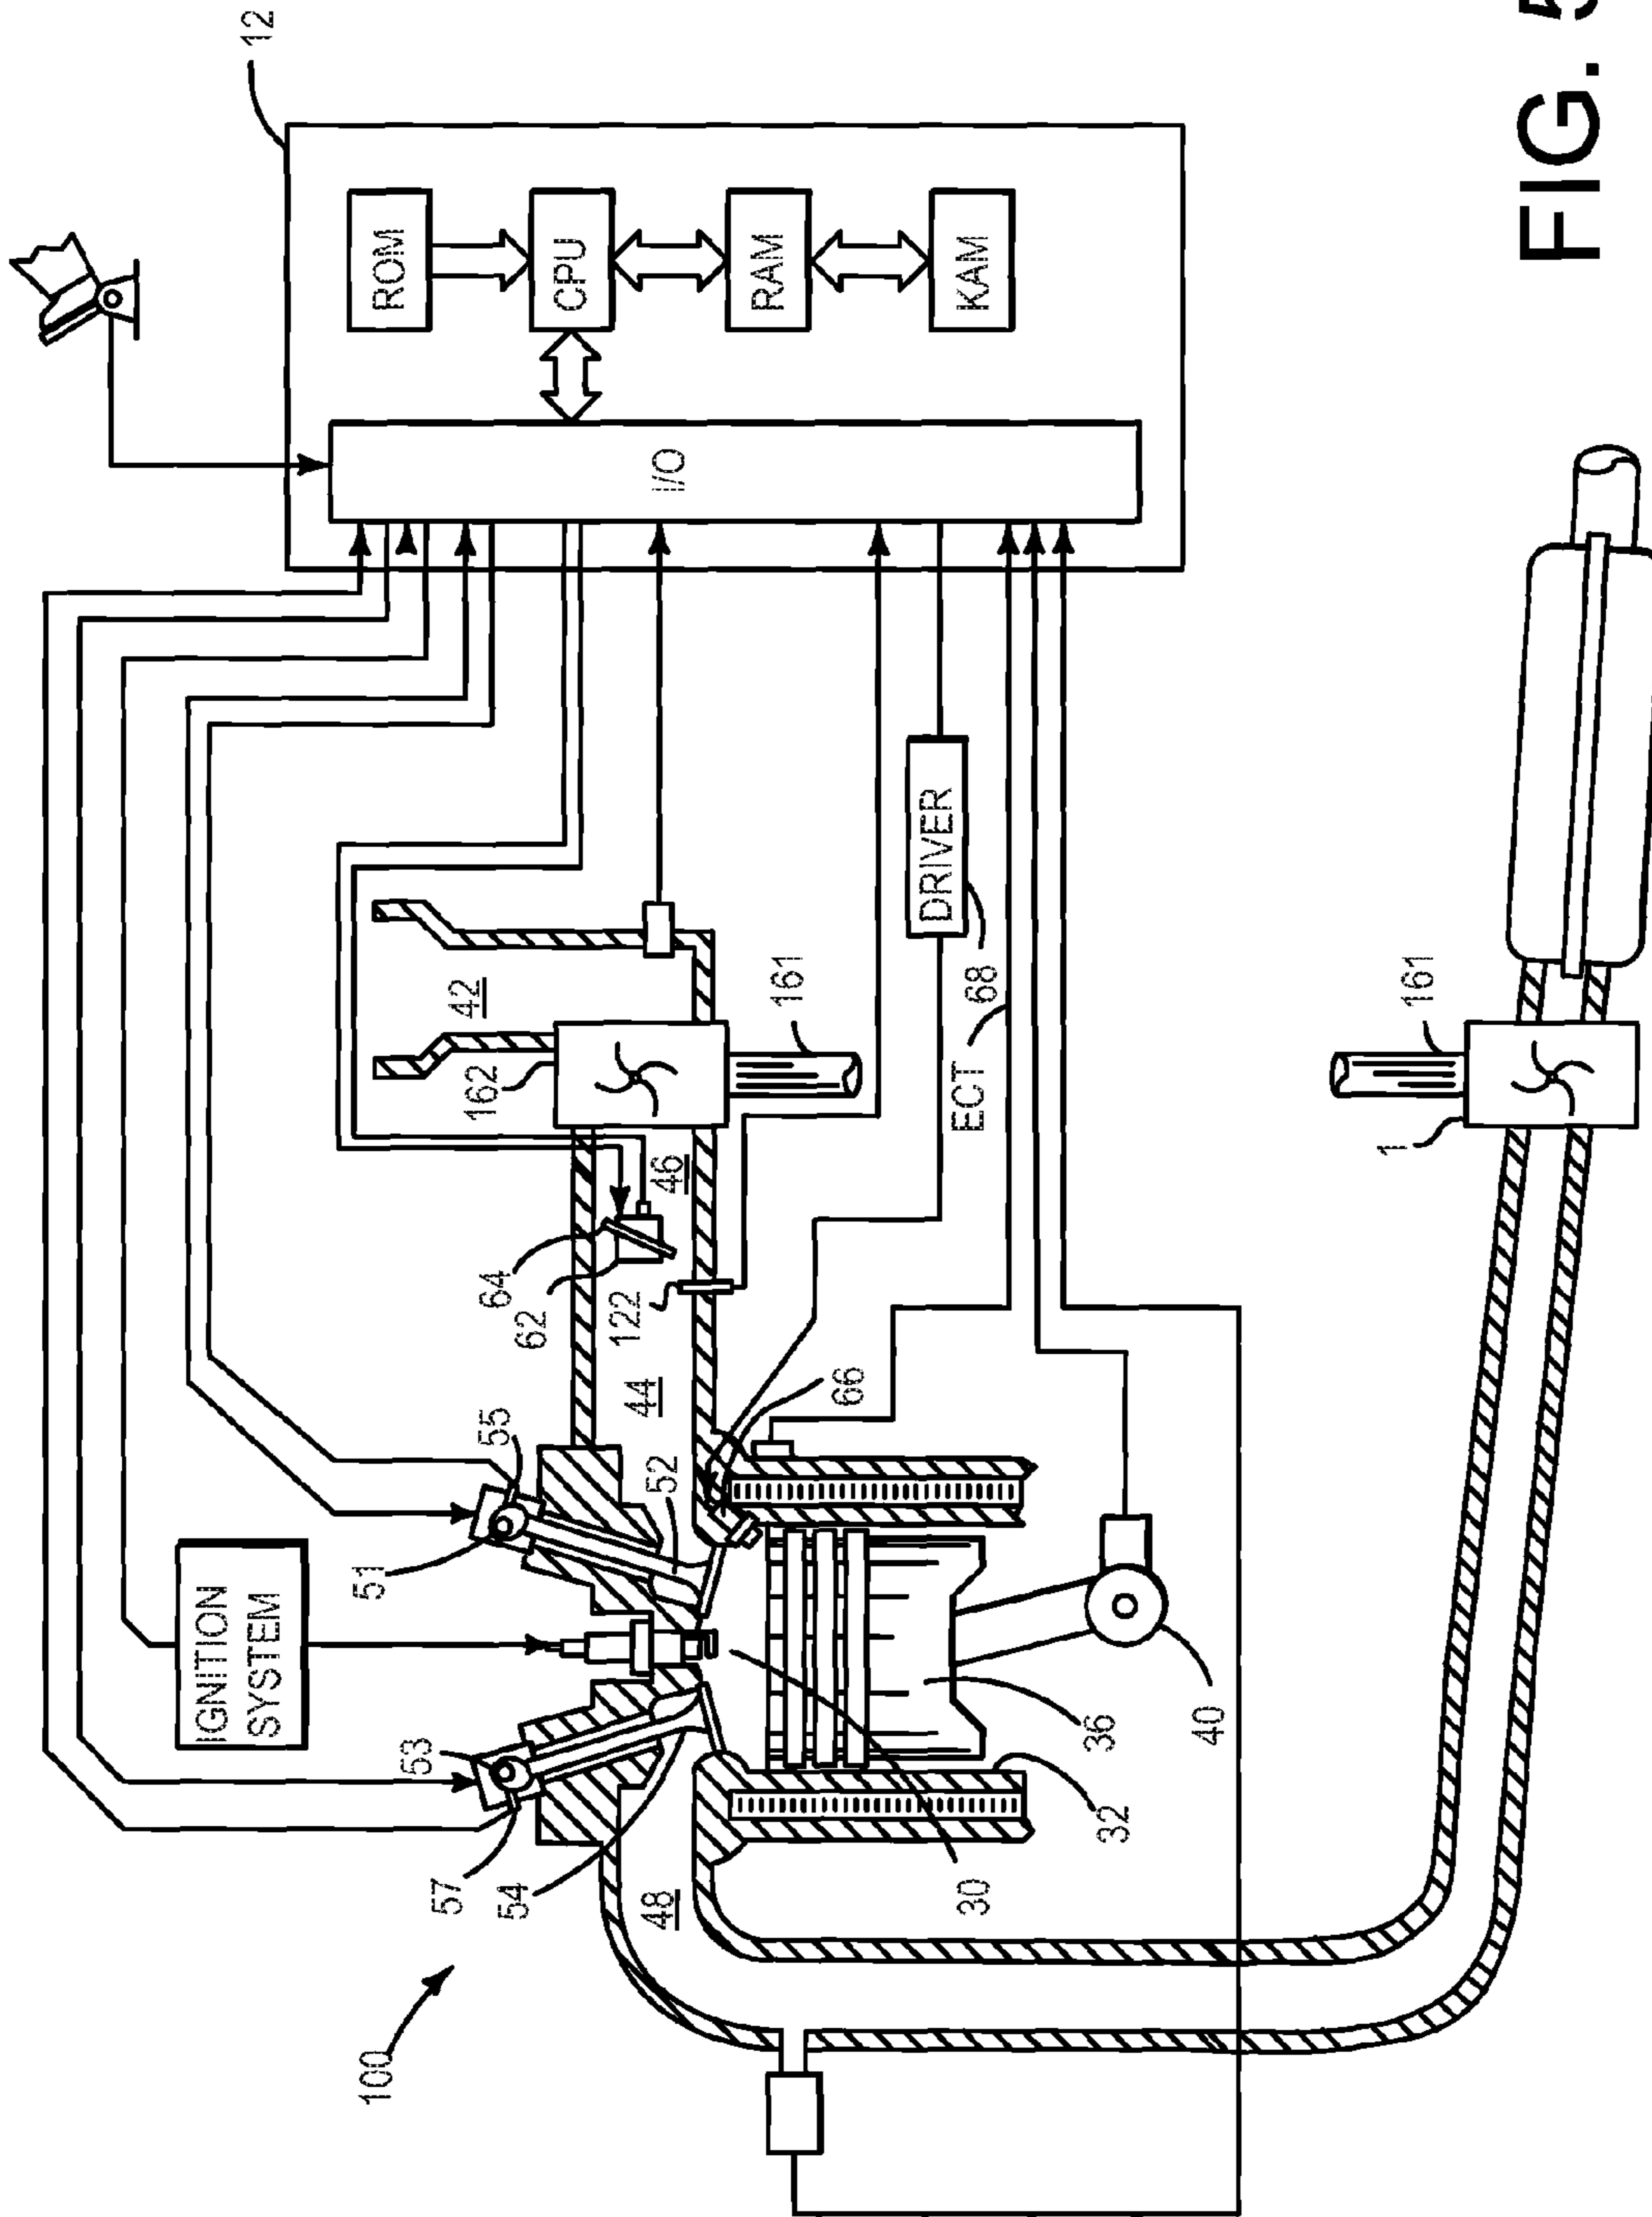 12
ROM
CPU
RAM
KAM
I/O
IGNITION
SYSTEM
DRIVER
68
ECT
42
162
161
46
64
62
122
44
66
55
52
51
53
57
54
48
30
32
36
40
100
161
1
FIG. 5